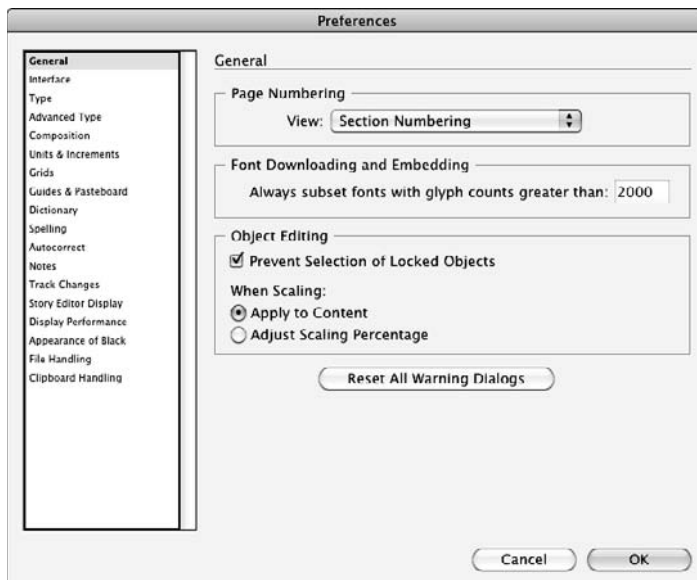 Preferences
General
Interface
Type
Advanced Type
Composition
Units & Increments
Grids
Guides & Pasteboard
Dictionary
Spelling
Autocorrect
Notes
Track Changes
Story Editor Display
Display Performance
Appearance of Black
File Handling
Clipboard Handling
General
Page Numbering
View: Section Numbering
Font Downloading and Embedding
Always subset fonts with glyph counts greater than: 2000
Object Editing
Prevent Selection of Locked Objects
When Scaling:
Apply to Content
Adjust Scaling Percentage
Reset All Warning Dialogs
Cancel OK